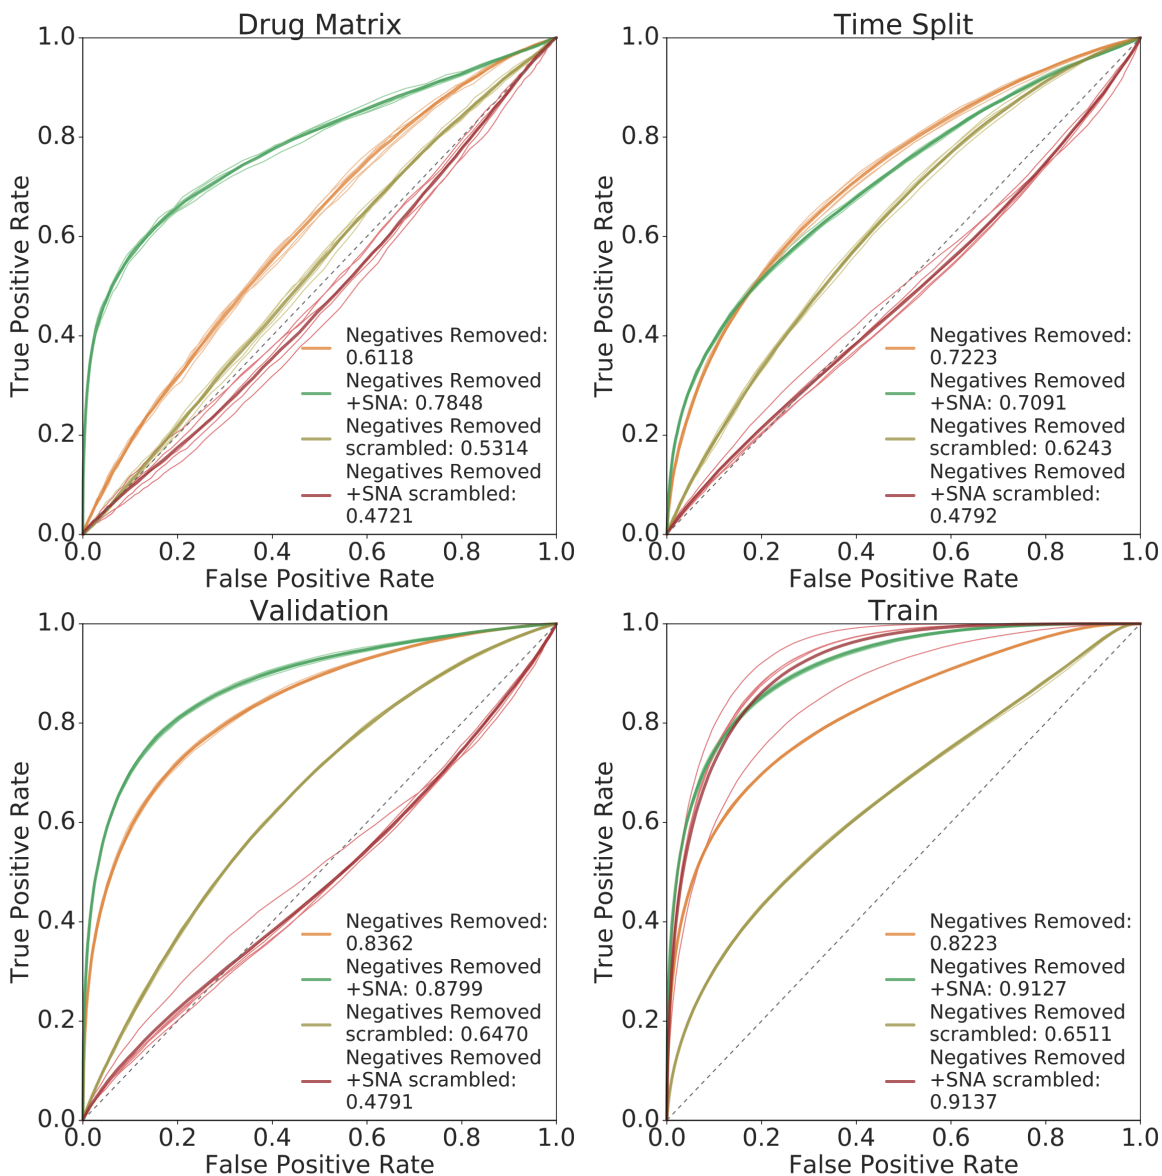 Drug Matrix
1.0
0.8
0.6
0.4
0.2
0.0
True Positive Rate
Negatives Removed:
0.6118
Negatives Removed
+SNA: 0.7848
Negatives Removed
scrambled: 0.5314
Negatives Removed
+SNA scrambled:
0.4721
0.0 0.2 0.4 0.6 0.8 1.0
False Positive Rate
Time Split
1.0
0.8
0.6
0.4
0.2
0.0
True Positive Rate
Negatives Removed:
0.7223
Negatives Removed
+SNA: 0.7091
Negatives Removed
scrambled: 0.6243
Negatives Removed
+SNA scrambled:
0.4792
0.0 0.2 0.4 0.6 0.8 1.0
False Positive Rate
Validation
1.0
0.8
0.6
0.4
0.2
0.0
True Positive Rate
Negatives Removed:
0.8362
Negatives Removed
+SNA: 0.8799
Negatives Removed
scrambled: 0.6470
Negatives Removed
+SNA scrambled:
0.4791
0.0 0.2 0.4 0.6 0.8 1.0
False Positive Rate
Train
1.0
0.8
0.6
0.4
0.2
0.0
True Positive Rate
Negatives Removed:
0.8223
Negatives Removed
+SNA: 0.9127
Negatives Removed
scrambled: 0.6511
Negatives Removed
+SNA scrambled:
0.9137
0.0 0.2 0.4 0.6 0.8 1.0
False Positive Rate